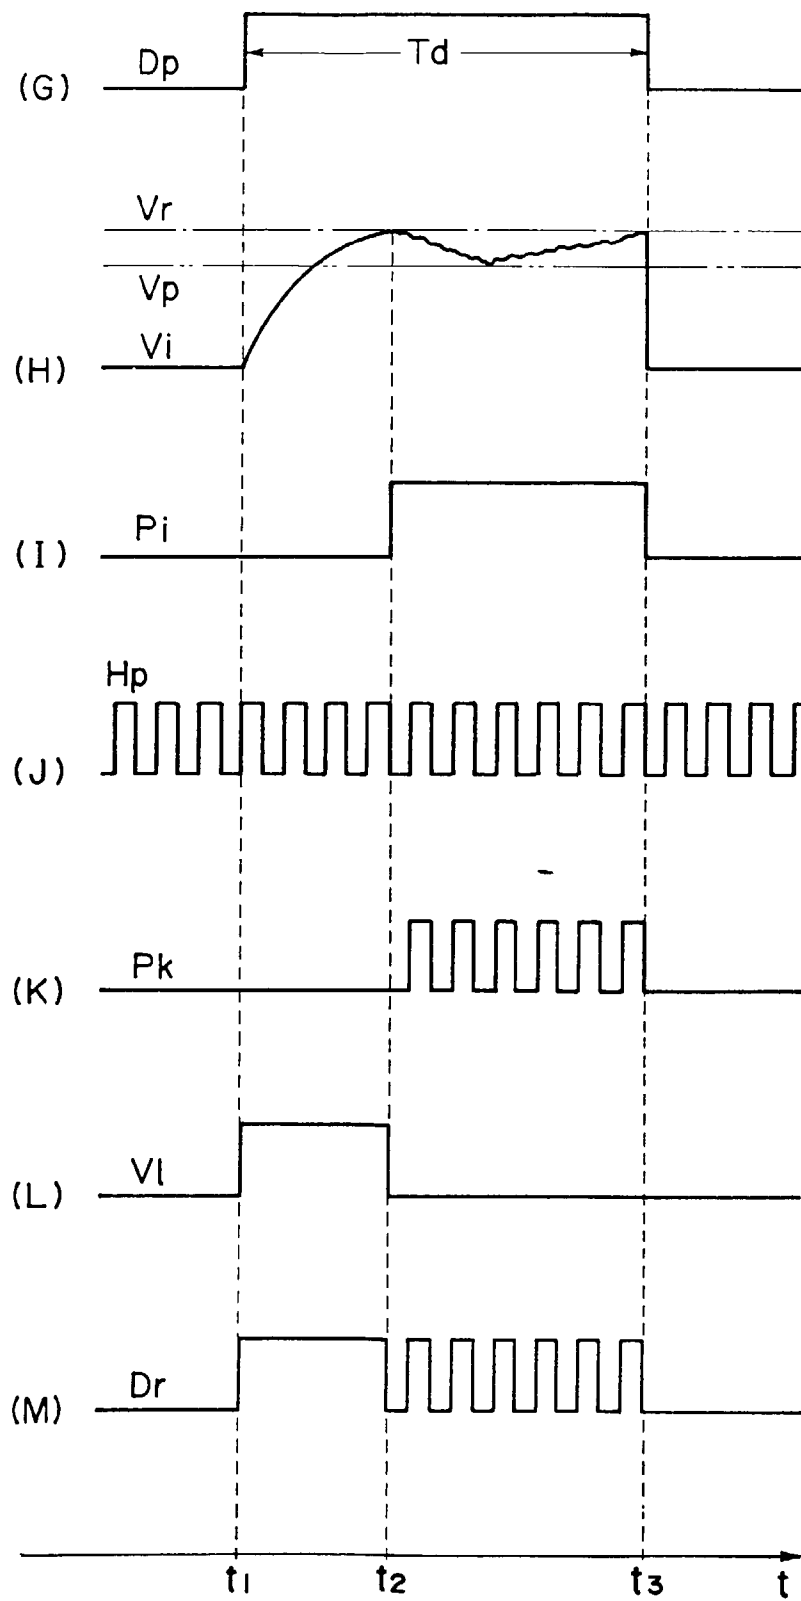 (G) Dp Td
Vr
Vp
(H) Vi
(I) Pi
Hp
(J)
(K) Pk
(L) Vl
(M) Dr
t1 t2 t3 t